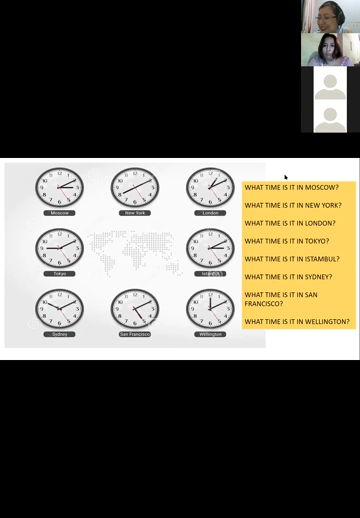 Moscow
New York
London
Tokyo
Istanbul
Sydney
San Francisco
Wellington
WHAT TIME IS IT IN MOSCOW?
WHAT TIME IS IT IN NEW YORK?
WHAT TIME IS IT IN LONDON?
WHAT TIME IS IT IN TOKYO?
WHAT TIME IS IT IN ISTAMBUL?
WHAT TIME IS IT IN SYDNEY?
WHAT TIME IS IT IN SAN
FRANCISCO?
WHAT TIME IS IT IN WELLINGTON?